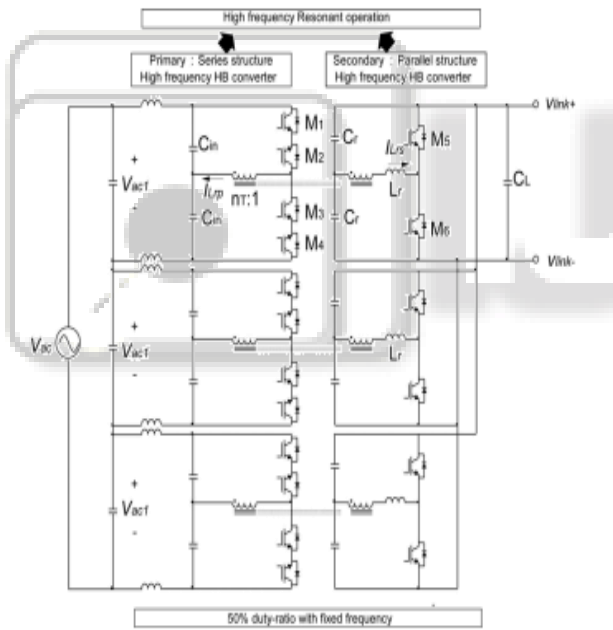 High frequency Resonant operation
Primary : Series structure
High frequency HB converter
Secondary : Parallel structure
High frequency HB converter
Vlink+
M1
Cin
Cr
ILrs
M5
M2
+
Vac1
-
ILrp
nT:1
Lr
CL
Cin
M3
Cr
M6
M4
Vlink-
+
Vac
Vac1
-
Lr
+
Vac1
-
50% duty-ratio with fixed frequency